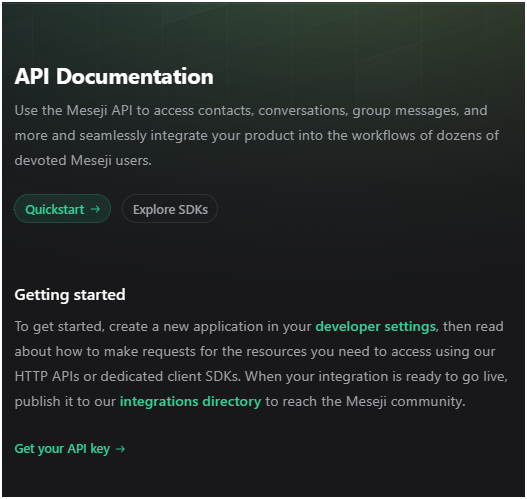 API Documentation
Use the Meseji API to access contacts, conversations, group messages, and
more and seamlessly integrate your product into the workflows of dozens of
devoted Meseji users.
Quickstart → Explore SDKs
Getting started
To get started, create a new application in your developer settings, then read
about how to make requests for the resources you need to access using our
HTTP APIs or dedicated client SDKs. When your integration is ready to go live,
publish it to our integrations directory to reach the Meseji community.
Get your API key →